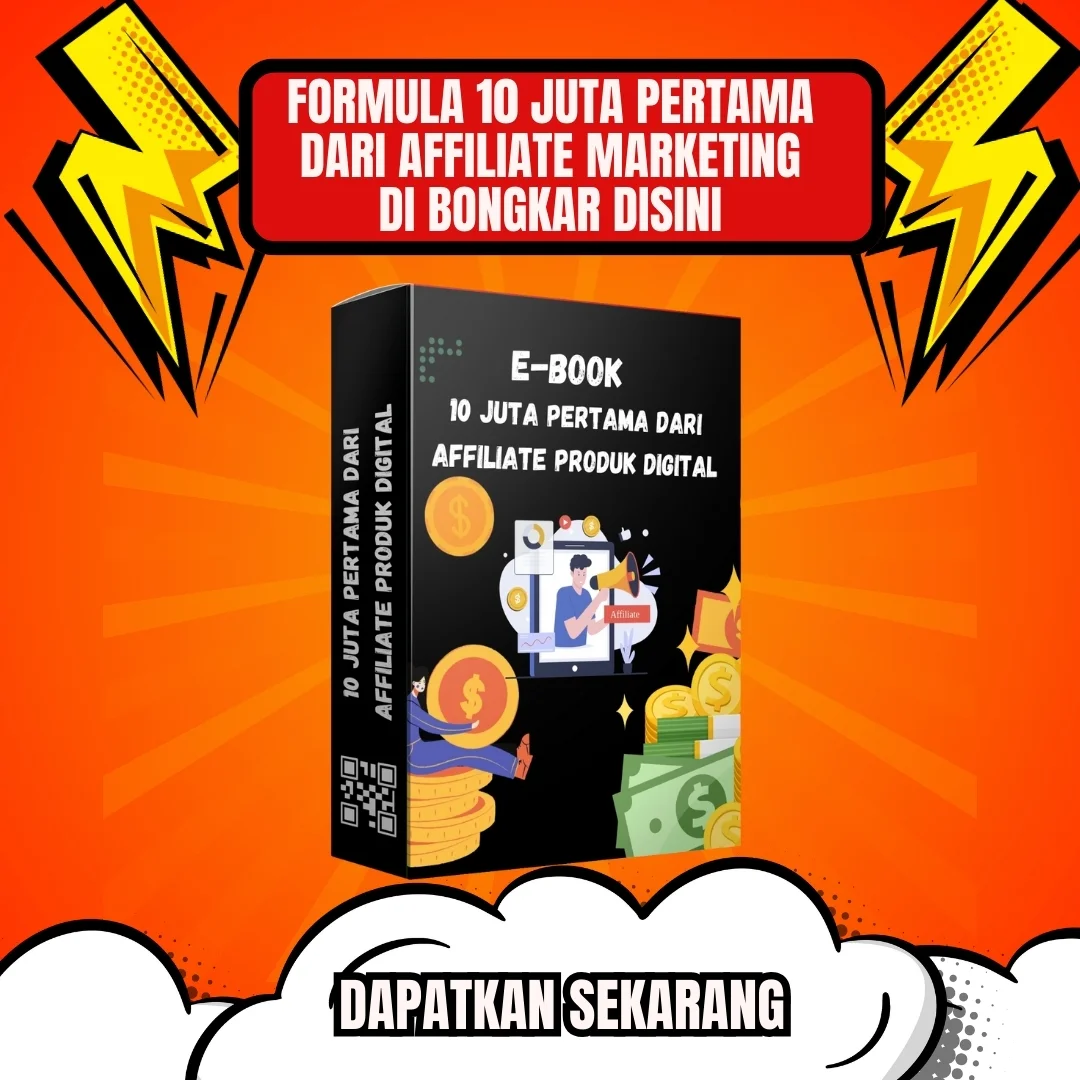 FORMULA 10 JUTA PERTAMA
DARI AFFILIATE MARKETING
DI BONGKAR DISINI
E-BOOK
10 JUTA PERTAMA DARI
AFFILIATE PRODUK DIGITAL
10 JUTA PERTAMA DARI
AFFILIATE PRODUK DIGITAL
Affiliate
DAPATKAN SEKARANG